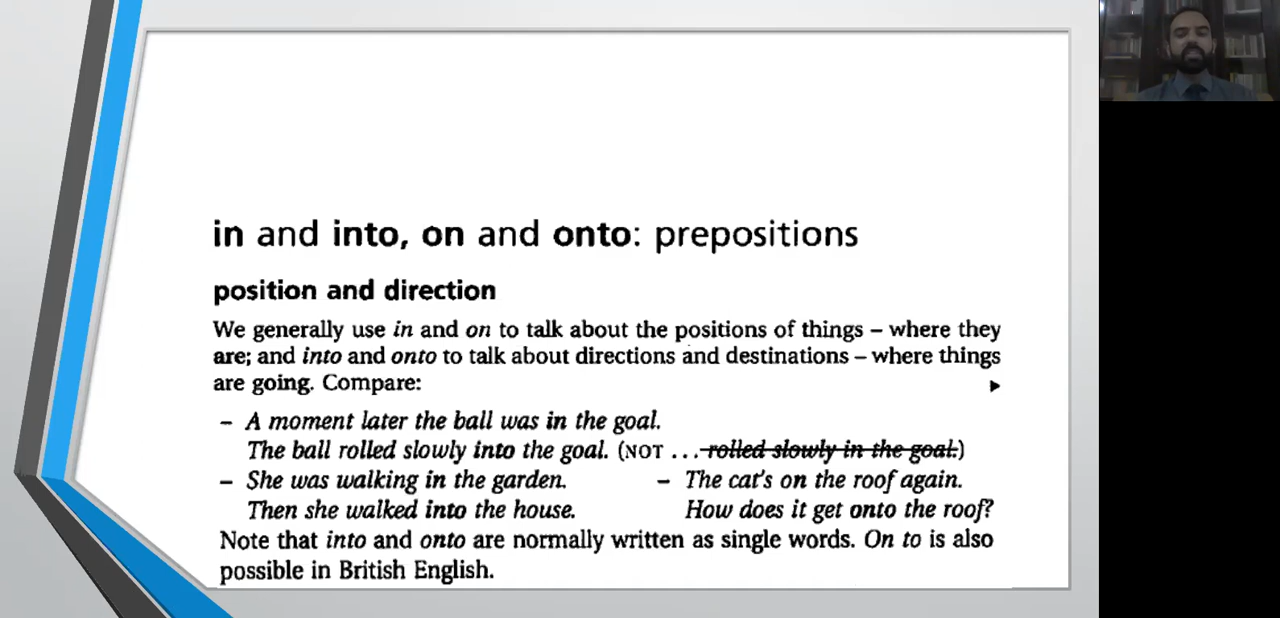 in and into, on and onto: prepositions
position and direction
We generally use in and on to talk about the positions of things – where they
are; and into and onto to talk about directions and destinations – where things
are going. Compare:
– A moment later the ball was in the goal.
The ball rolled slowly into the goal. (NOT ... rolled slowly in the goal.)
– She was walking in the garden.
Then she walked into the house.
– The cat's on the roof again.
How does it get onto the roof?
Note that into and onto are normally written as single words. On to is also
possible in British English.